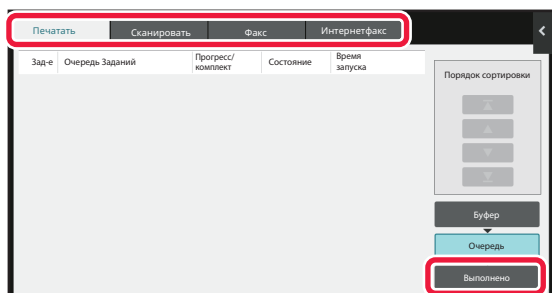 Печатать Сканировать Факс Интернетфакс
Зад-е Очередь Заданий Прогресс/
комплект Состояние Время
запуска
Порядок сортировки
Буфер
Очередь
Выполнено